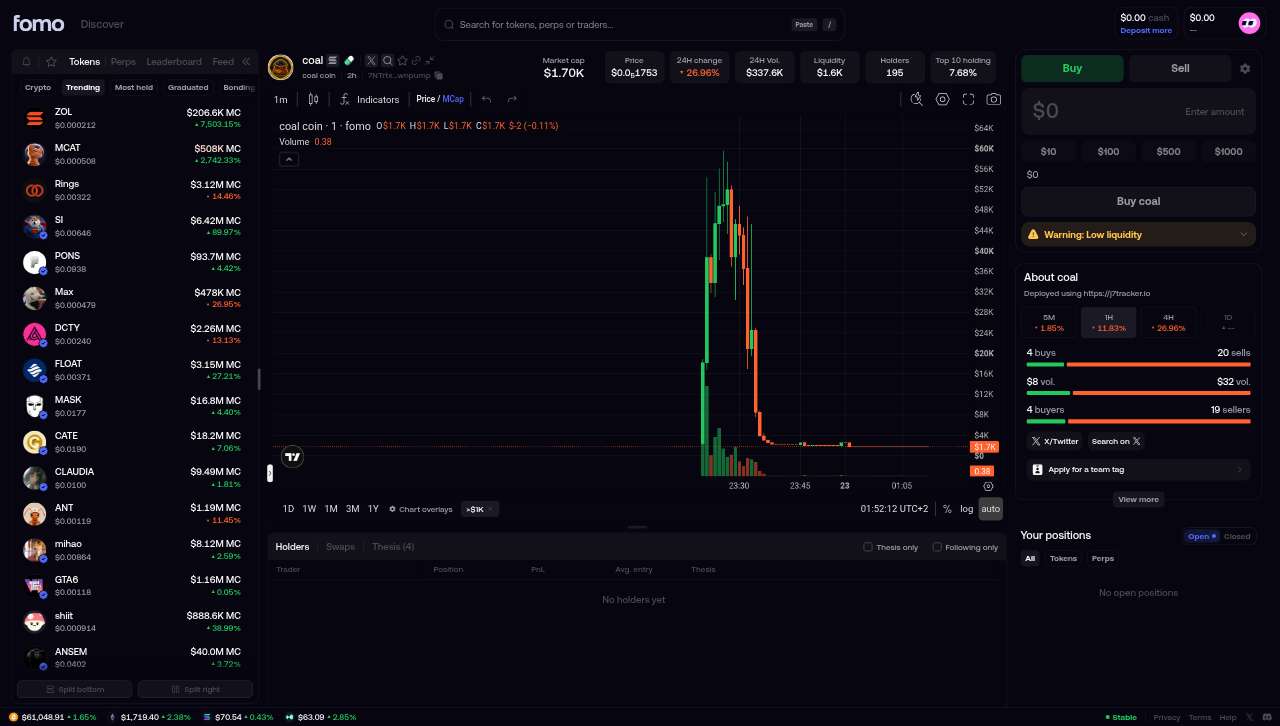 fomo
Discover
Search for tokens, perps or traders...
Paste
/
$0.00 cash
Deposit more
$0.00
—
Tokens Perps Leaderboard Feed
Crypto Trending Most held Graduated Bonding
ZOL $206.6K MC
$0.000212 7,503.15%
MCAT $508K MC
$0.000508 2,742.33%
Rings $3.12M MC
$0.00322 14.46%
SI $6.42M MC
$0.00646 89.97%
PONS $93.7M MC
$0.0938 4.42%
Max $478K MC
$0.000479 26.95%
DCTY $2.26M MC
$0.00240 13.13%
FLOAT $3.15M MC
$0.00371 27.21%
MASK $16.8M MC
$0.0177 4.40%
CATE $18.2M MC
$0.0190 7.06%
CLAUDIA $9.49M MC
$0.0100 1.81%
ANT $1.19M MC
$0.00119 11.45%
mihao $8.12M MC
$0.00864 2.59%
GTA6 $1.16M MC
$0.00118 0.05%
shiit $888.6K MC
$0.000914 38.99%
ANSEM $40.0M MC
$0.0402 3.72%
Split bottom Split right
coal
coal coin 2h 7NTrts...wnpump
Market cap
$1.70K
Price
$0.0₅1753
24H change
26.96%
24H Vol.
$337.6K
Liquidity
$1.6K
Holders
195
Top 10 holding
7.68%
1m Indicators Price / MCap
coal coin · 1 · fomo O$1.7K H$1.7K L$1.7K C$1.7K $-2 (−0.11%)
Volume 0.38
$64K
$60K
$56K
$52K
$48K
$44K
$40K
$36K
$32K
$28K
$24K
$20K
$16K
$12K
$8K
$4K
$1.7K
$0
0.38
23:30 23:45 23 01:05
1D 1W 1M 3M 1Y Chart overlays >$1K 01:52:12 UTC+2 % log auto
Holders Swaps Thesis (4) Thesis only Following only
Trader Position PnL Avg. entry Thesis
No holders yet
Buy Sell
$0 Enter amount
$10 $100 $500 $1000
$0
Buy coal
Warning: Low liquidity
About coal
Deployed using https://j7tracker.io
5M 1H 4H 1D
1.85% 11.83% 26.96% --
4 buys 20 sells
$8 vol. $32 vol.
4 buyers 19 sellers
X/Twitter Search on X
Apply for a team tag
View more
Your positions Open Closed
All Tokens Perps
No open positions
$61,048.91 1.65% $1,719.40 2.38% $70.54 0.43% $63.09 2.85%
Stable Privacy Terms Help